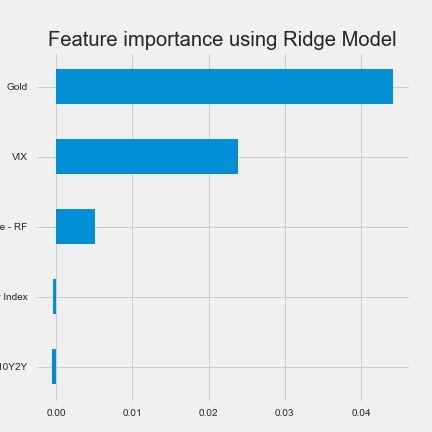 Feature importance using Ridge Model
Gold
VIX
- RF
Index
10Y2Y
0.00 0.01 0.02 0.03 0.04